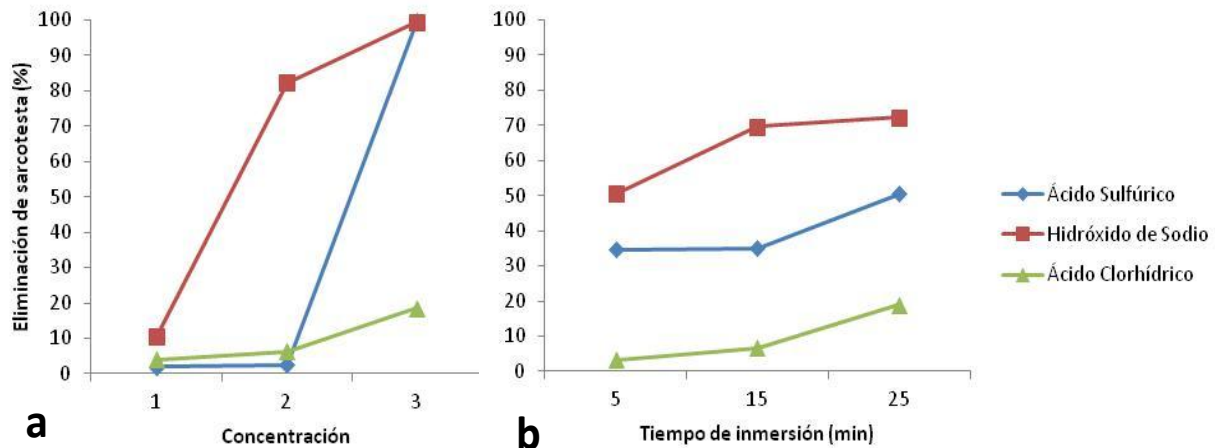 Eliminación de sarcotesta (%)
100
90
80
70
60
50
40
30
20
10
0
1 2 3
Concentración
a
100
90
80
70
60
50
40
30
20
10
0
5 15 25
Tiempo de inmersión (min)
b
Ácido Sulfúrico
Hidróxido de Sodio
Ácido Clorhídrico